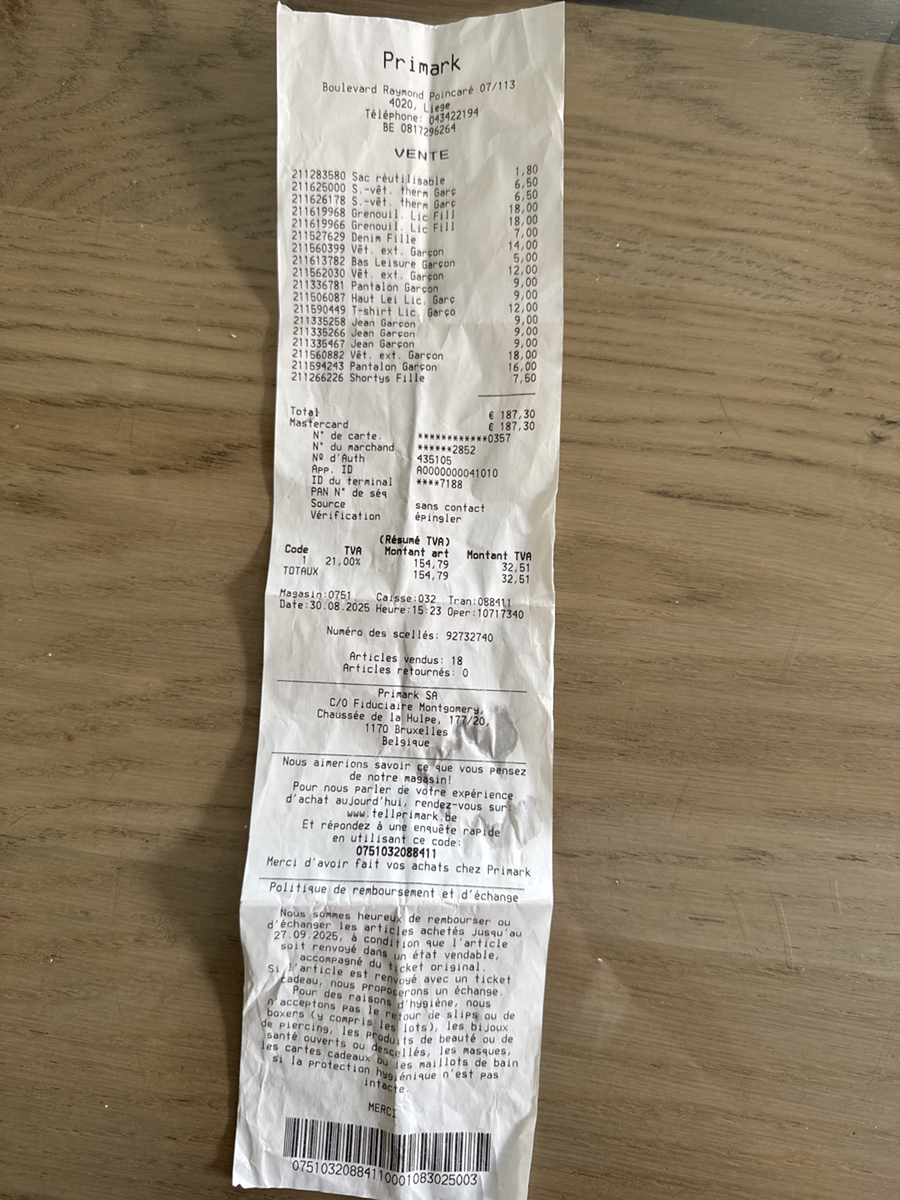 Primark
Boulevard Raymond Poincaré 07/113
4020, Liege
Téléphone: 043422194
BE 0817296264
VENTE
211283580 Sac réutilisable 1,80
211625000 S.-vêt. therm Garç 6,50
211626178 S.-vêt. therm Garç 6,50
211619968 Grenouil. Lic Fill 18,00
211619966 Grenouil. Lic Fill 18,00
211527629 Denim Fille 7,00
211560399 Vêt. ext. Garçon 14,00
211613782 Bas Leisure Garçon 5,00
211562030 Vêt. ext. Garçon 12,00
211336781 Pantalon Garçon 9,00
211506087 Haut Lei Lic. Garç 9,00
211590449 T-shirt Lic. Garço 12,00
211335258 Jean Garçon 9,00
211335266 Jean Garçon 9,00
211335467 Jean Garçon 9,00
211560882 Vêt. ext. Garçon 18,00
211594243 Pantalon Garçon 16,00
211266226 Shortys Fille 7,50
Total € 187,30
Mastercard € 187,30
N° de carte. ************0357
N° du marchand ******2852
Nº d'Auth 435105
App. ID A0000000041010
ID du terminal ****7188
PAN N° de séq
Source sans contact
Vérification épingler
(Résumé TVA)
Code TVA Montant art Montant TVA
1 21,00% 154,79 32,51
TOTAUX 154,79 32,51
Magasin:0751 Caisse:032 Tran:088411
Date:30.08.2025 Heure:15:23 Oper:10717340
Numéro des scellés: 92732740
Articles vendus: 18
Articles retournés: 0
Primark SA
C/O Fiduciaire Montgomery,
Chaussée de la Hulpe, 177/20,
1170 Bruxelles
Belgique
Nous aimerions savoir ce que vous pensez
de notre magasin!
Pour nous parler de votre expérience
d'achat aujourd'hui, rendez-vous sur:
www.tellprimark.be
Et répondez à une enquête rapide
en utilisant ce code:
0751032088411
Merci d'avoir fait vos achats chez Primark
Politique de remboursement et d'échange
Nous sommes heureux de rembourser ou
d'échanger les articles achetés jusqu'au
27.09.2025, à condition que l'article
soit renvoyé dans un état vendable,
accompagné du ticket original.
Si l'article est renvoyé avec un ticket
cadeau, nous proposerons un échange.
Pour des raisons d'hygiène, nous
n'acceptons pas le retour de slips ou de
boxers (y compris les lots), les bijoux
de piercing, les produits de beauté ou de
santé ouverts ou descellés, les masques,
les cartes cadeaux ou les maillots de bain
si la protection hygiénique n'est pas
intacte.
MERCI
07510320884110001083025003